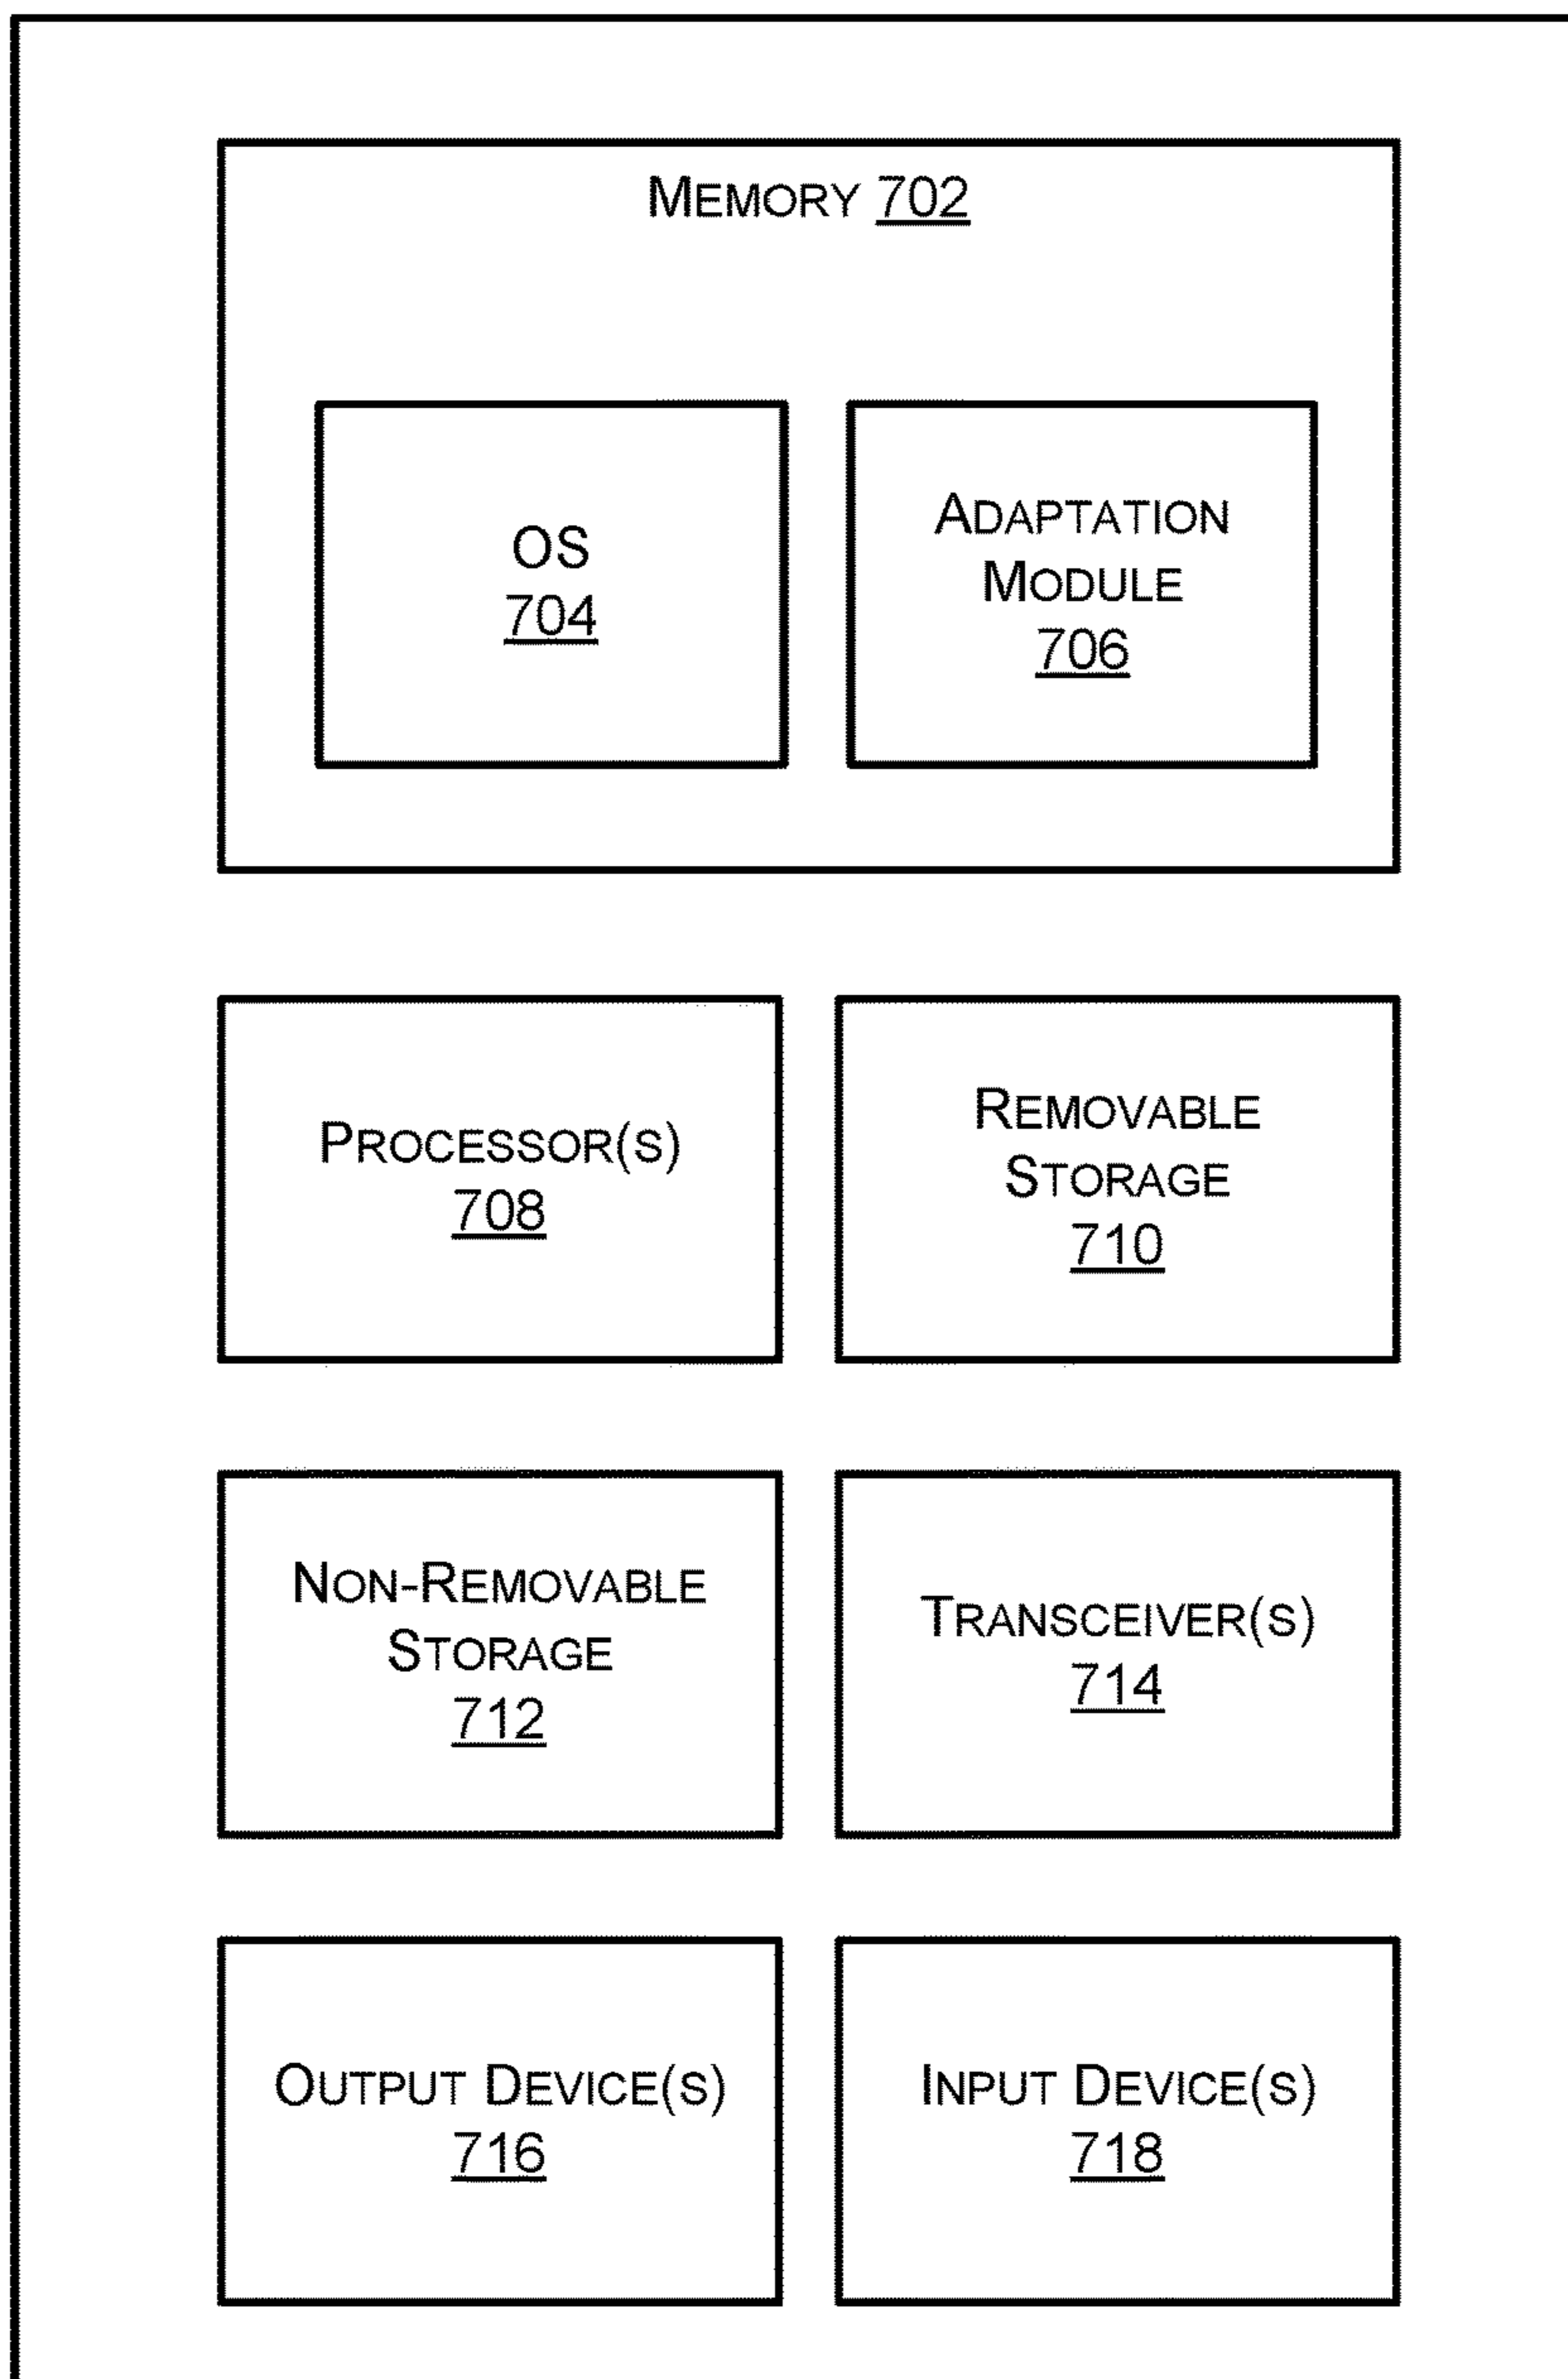 MEMORY 702
OS
704
ADAPTATION
MODULE
706
PROCESSOR(S)
708
REMOVABLE
STORAGE
710
NON-REMOVABLE
STORAGE
712
TRANSCEIVER(S)
714
OUTPUT DEVICE(S)
716
INPUT DEVICE(S)
718